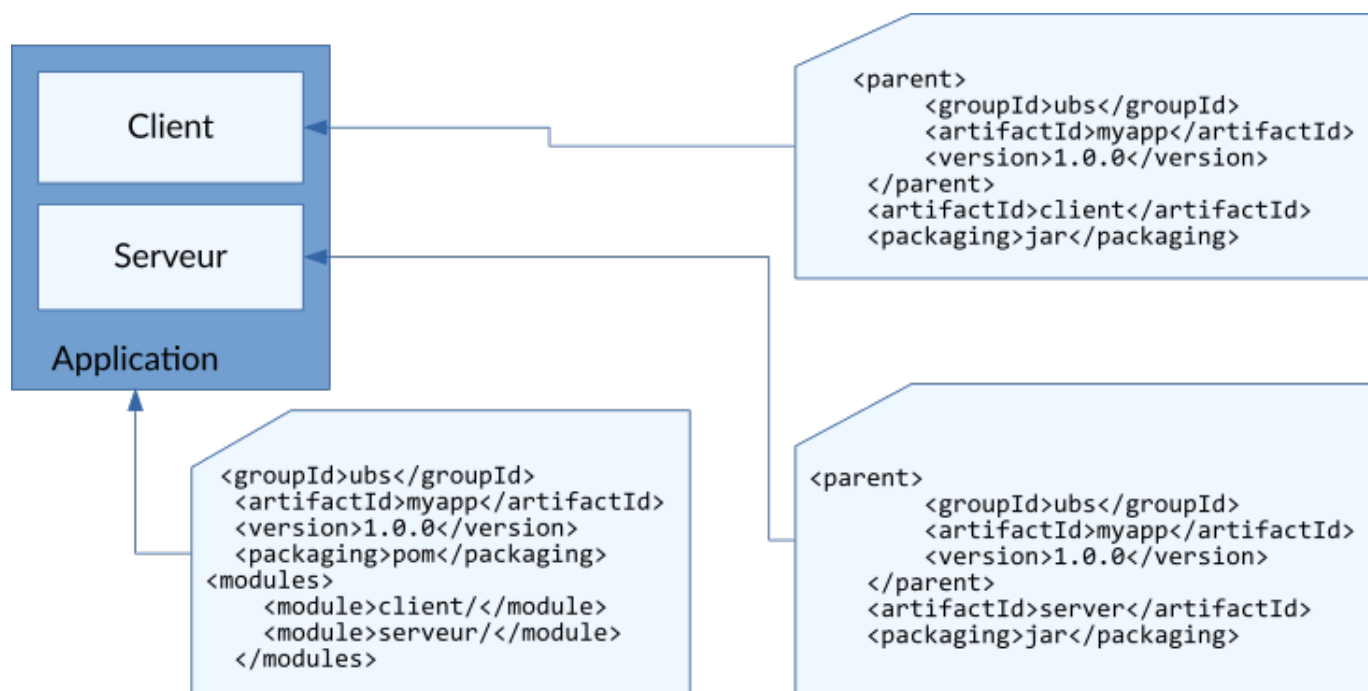 Client
Serveur
Application
<parent>
<groupId>ubs</groupId>
<artifactId>myapp</artifactId>
<version>1.0.0</version>
</parent>
<artifactId>client</artifactId>
<packaging>jar</packaging>
<groupId>ubs</groupId>
<artifactId>myapp</artifactId>
<version>1.0.0</version>
<packaging>pom</packaging>
<modules>
<module>client/</module>
<module>serveur/</module>
</modules>
<parent>
<groupId>ubs</groupId>
<artifactId>myapp</artifactId>
<version>1.0.0</version>
</parent>
<artifactId>server</artifactId>
<packaging>jar</packaging>